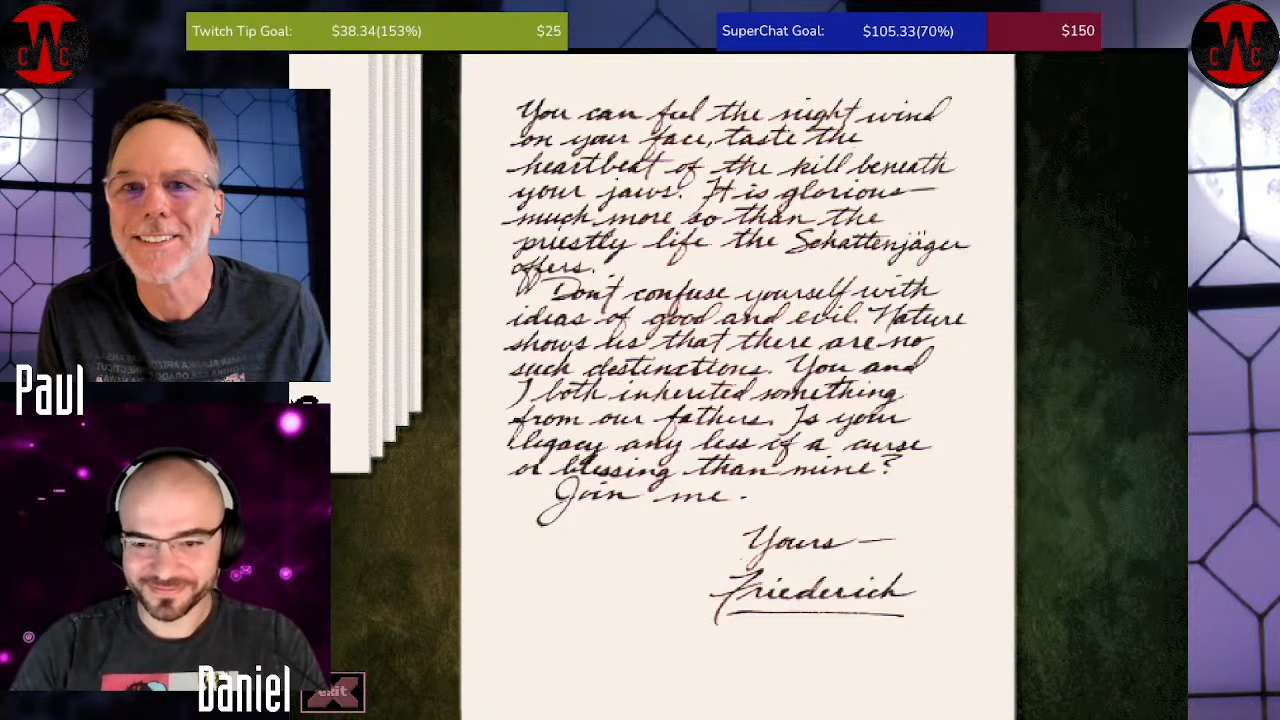 Twitch Tip Goal: $38.34(153%) $25
SuperChat Goal: $105.33(70%) $150
W
C C
W
C C
You can feel the night wind
on your face, taste the
heartbeat of the kill beneath
your jaws. It is glorious—
much more so than the
priestly life the Schattenjäger
offers.
Don't confuse yourself with
ideas of good and evil. Nature
shows us that there are no
such distinctions. You and
I both inherited something
from our fathers. Is your
legacy any less if a curse
or blessing than mine?
Join me.
Yours—
Friederich
Paul
Daniel
exit